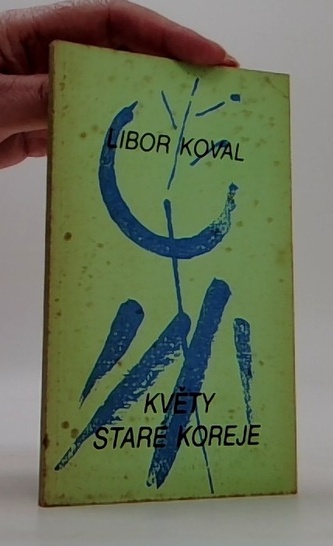 LIBOR KOVAL
KVĚTY
STARÉ KOREJE